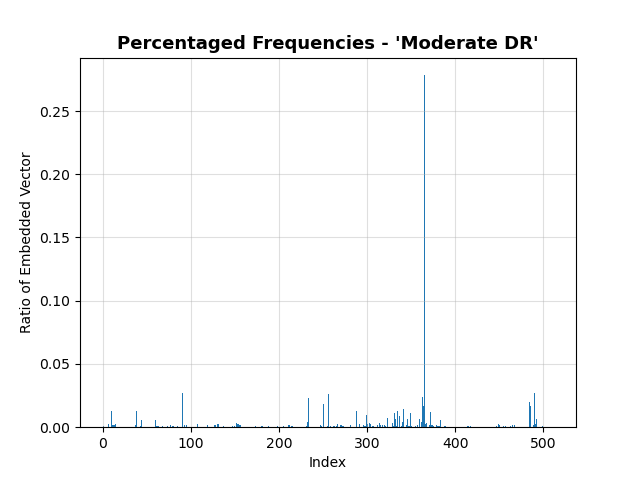 Percentaged Frequencies - 'Moderate DR'
Ratio of Embedded Vector
0.25
0.20
0.15
0.10
0.05
0.00
0 100 200 300 400 500
Index